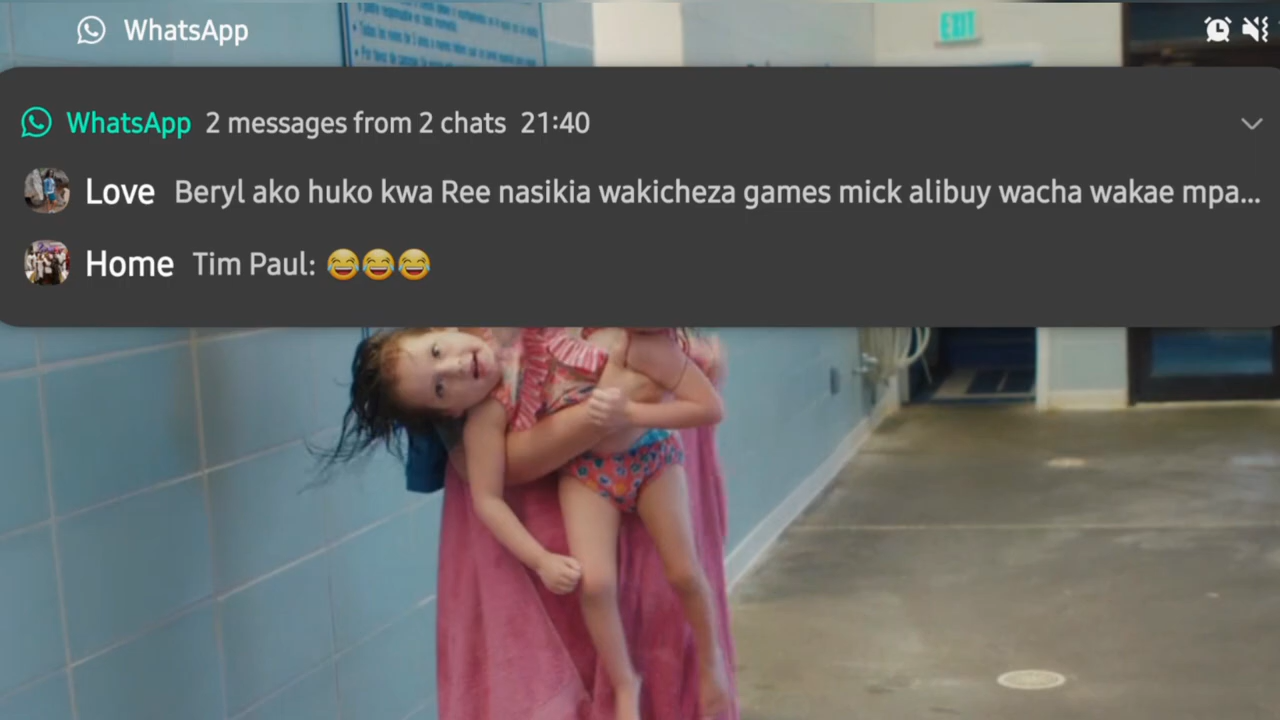 WhatsApp
EXIT
WhatsApp 2 messages from 2 chats 21:40
Love Beryl ako huko kwa Ree nasikia wakicheza games mick alibuy wacha wakae mpa...
Home Tim Paul: 😂😂😂